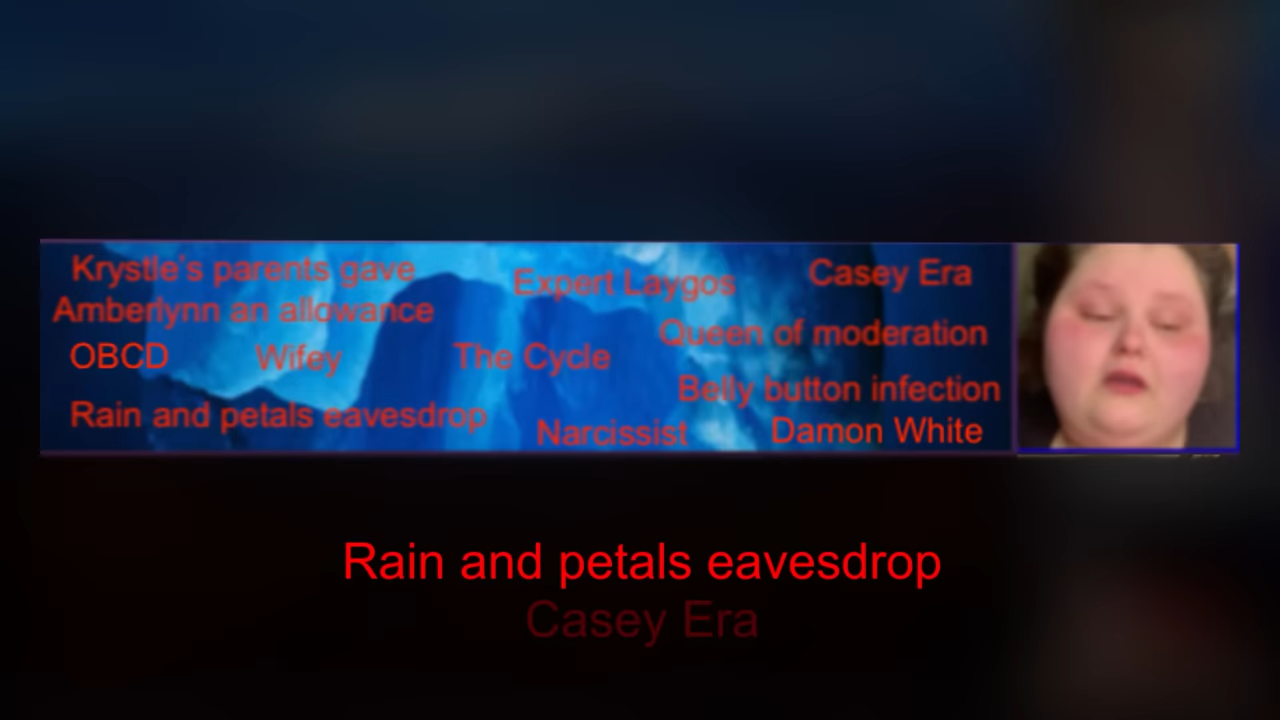 Krystle's parents gave
Amberlynn an allowance
Expert Laygos
Casey Era
Queen of moderation
OBCD
Wifey
The Cycle
Belly button infection
Rain and petals eavesdrop
Narcissist
Damon White
Rain and petals eavesdrop
Casey Era